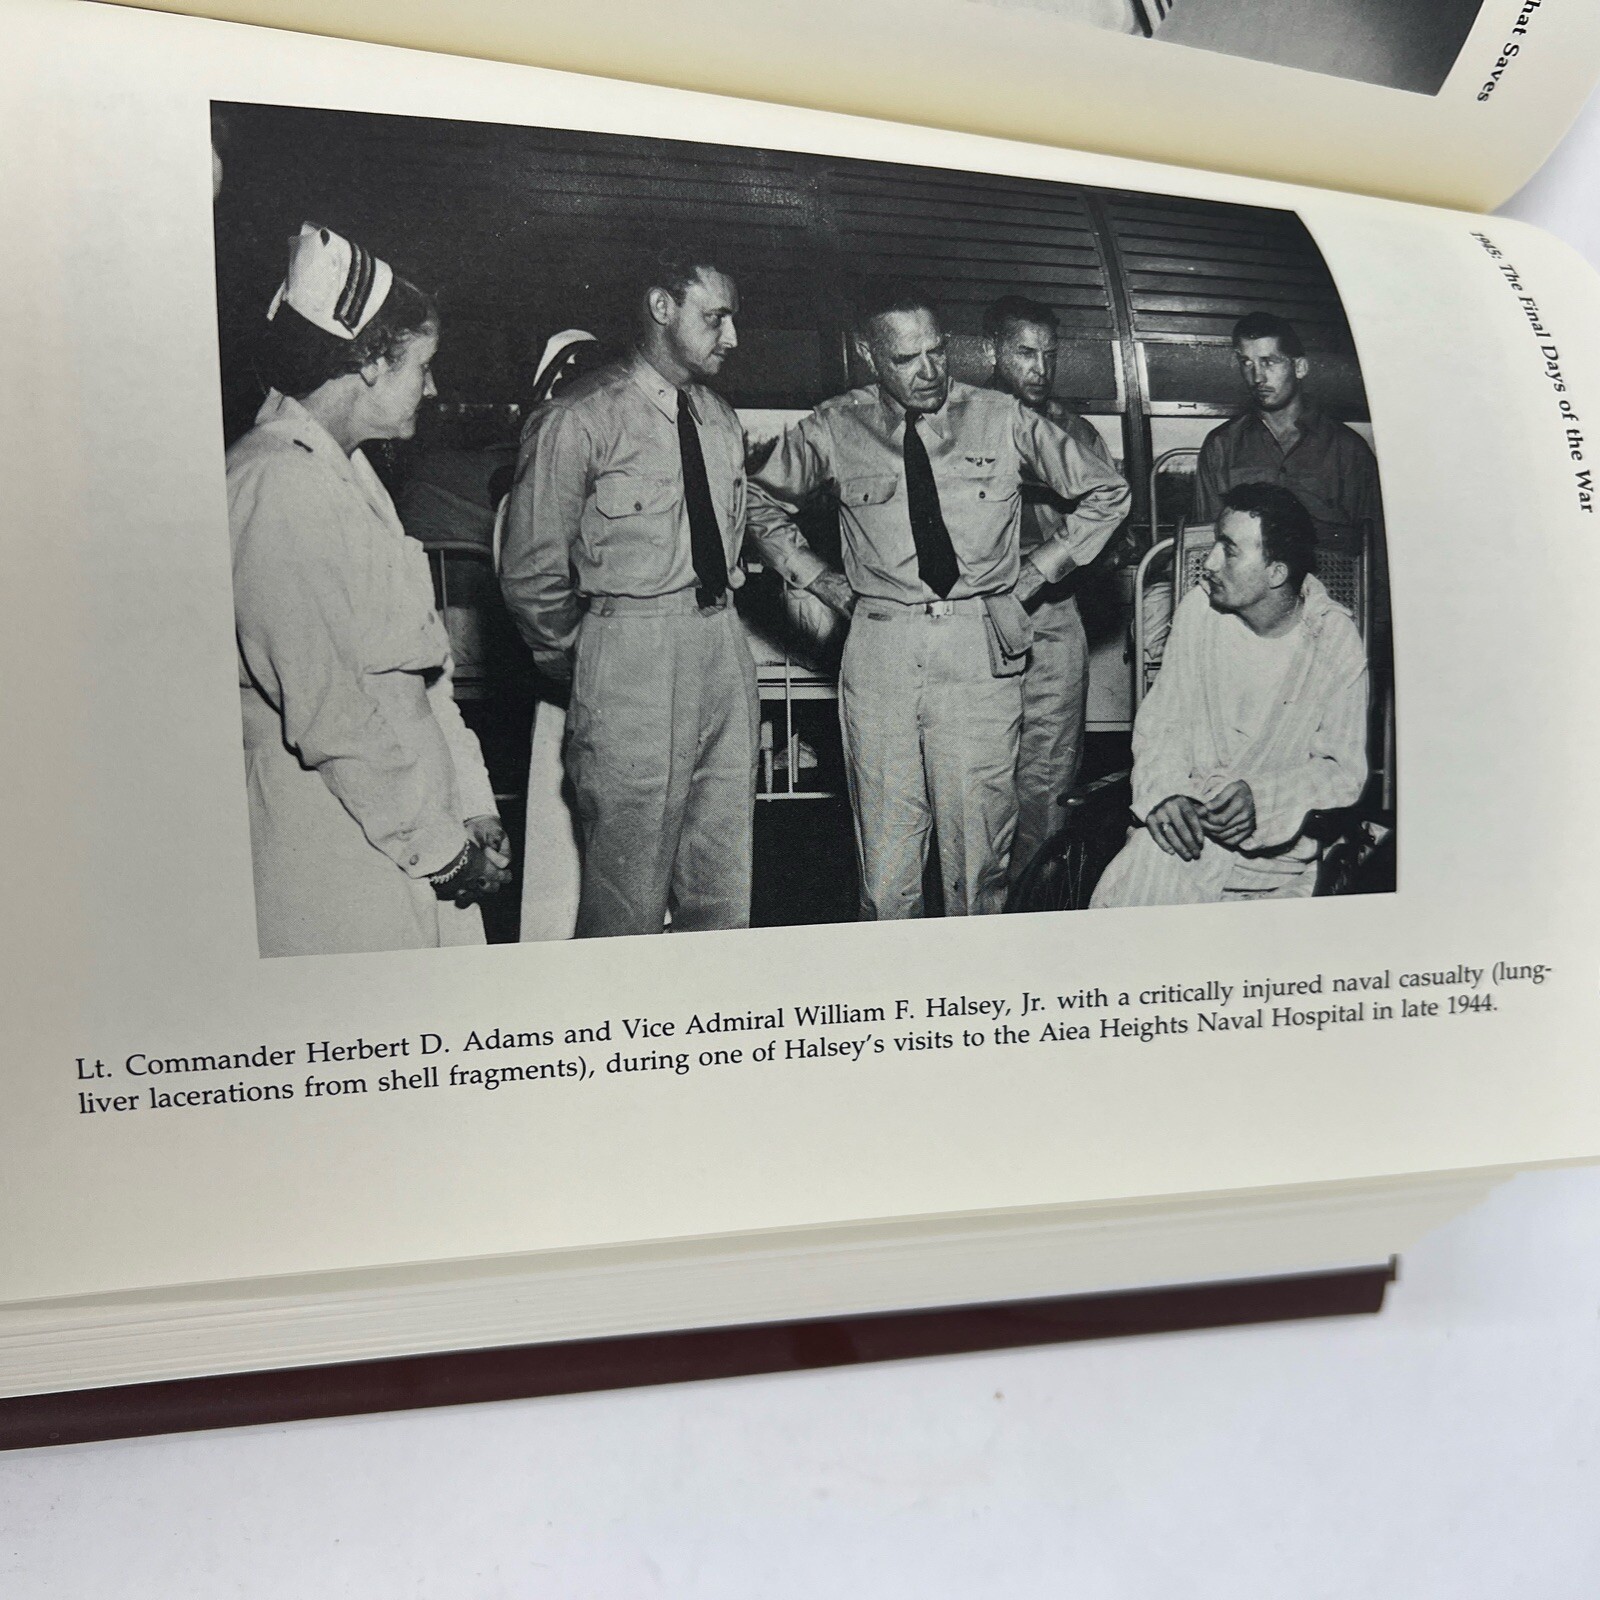 hat Saves
1945: The Final Days of the War
Lt. Commander Herbert D. Adams and Vice Admiral William F. Halsey, Jr. with a critically injured naval casualty (lung-
liver lacerations from shell fragments), during one of Halsey's visits to the Aiea Heights Naval Hospital in late 1944.